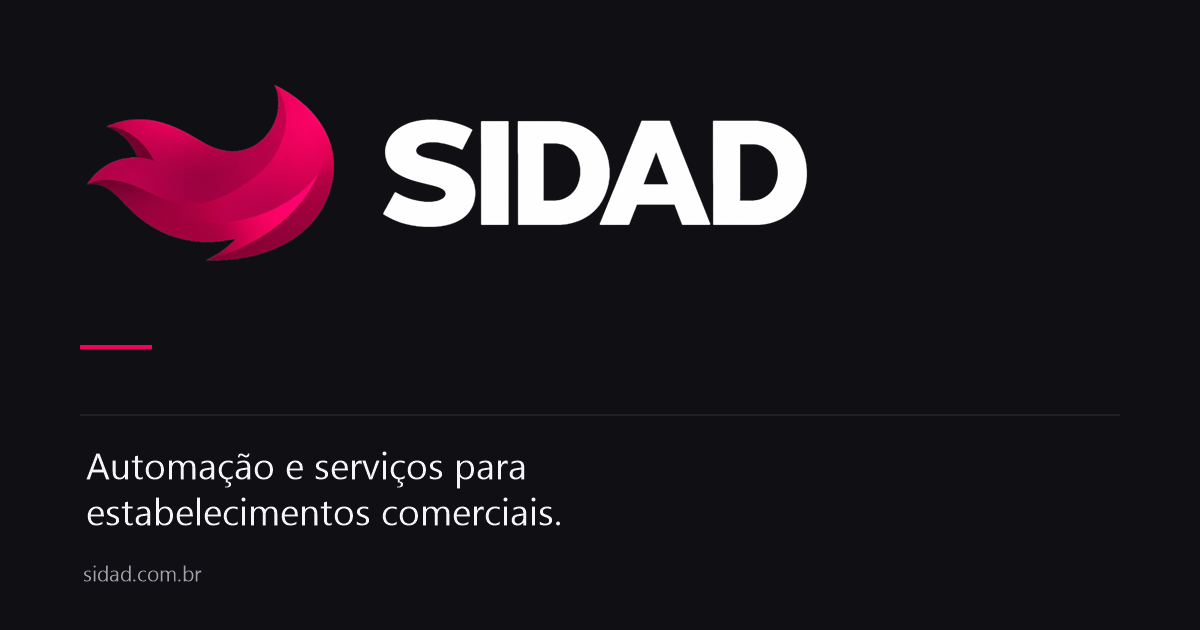 SIDAD
Automação e serviços para
estabelecimentos comerciais.
sidad.com.br